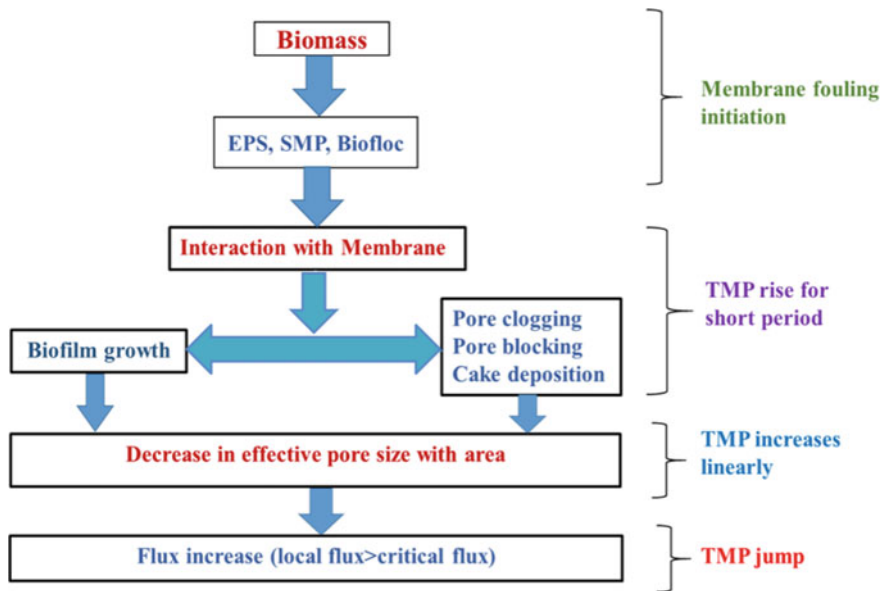 Biomass
Membrane fouling
initiation
EPS, SMP, Biofloc
Interaction with Membrane
TMP rise for
short period
Pore clogging
Biofilm growth
Pore blocking
Cake deposition
Decrease in effective pore size with area
TMP increases
linearly
Flux increase (local flux>critical flux)
TMP jump